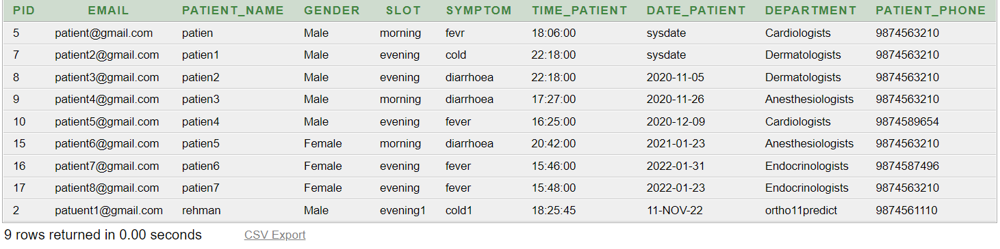 PID EMAIL PATIENT_NAME GENDER SLOT SYMPTOM TIME_PATIENT DATE_PATIENT DEPARTMENT PATIENT_PHONE
5 patient@gmail.com patien Male morning fevr 18:06:00 sysdate Cardiologists 9874563210
7 patient2@gmail.com patien1 Male evening cold 22:18:00 sysdate Dermatologists 9874563210
8 patient3@gmail.com patien2 Male evening diarrhoea 22:18:00 2020-11-05 Dermatologists 9874563210
9 patient4@gmail.com patien3 Male morning diarrhoea 17:27:00 2020-11-26 Anesthesiologists 9874563210
10 patient5@gmail.com patien4 Male evening fever 16:25:00 2020-12-09 Cardiologists 9874589654
15 patient6@gmail.com patien5 Female morning diarrhoea 20:42:00 2021-01-23 Anesthesiologists 9874563210
16 patient7@gmail.com patien6 Female evening fever 15:46:00 2022-01-31 Endocrinologists 9874587496
17 patient8@gmail.com patien7 Female evening fever 15:48:00 2022-01-23 Endocrinologists 9874563210
2 patuent1@gmail.com rehman Male evening1 cold1 18:25:45 11-NOV-22 ortho11predict 9874561110
9 rows returned in 0.00 seconds CSV Export